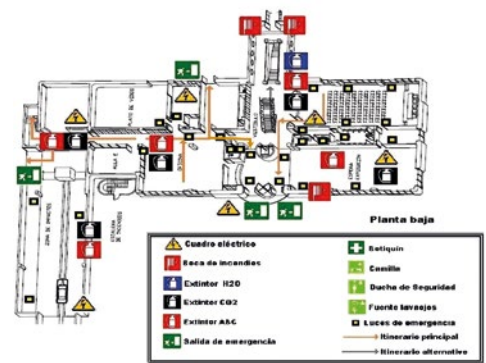 Planta baja
Cuadro eléctrico
Boca de incendios
Extintor H2O
Extintor CO2
Extintor ABC
Salida de emergencia
Botiquín
Camilla
Ducha de Seguridad
Fuente lavaojos
Luces de emergencia
Itinerario principal
Itinerario alternativo